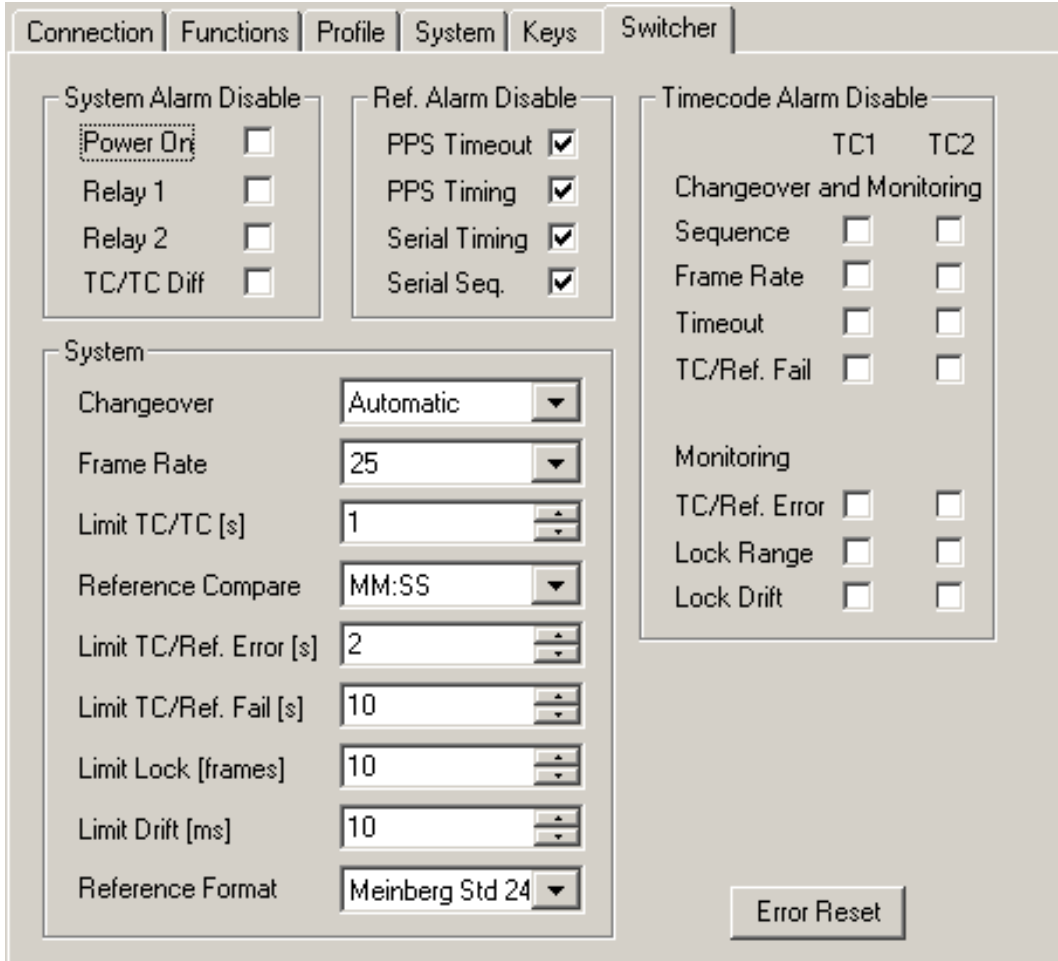 Connection Functions Profile System Keys Switcher
System Alarm Disable
Power On
Relay 1
Relay 2
TC/TC Diff
Ref. Alarm Disable
PPS Timeout
PPS Timing
Serial Timing
Serial Seq.
Timecode Alarm Disable
TC1 TC2
Changeover and Monitoring
Sequence
Frame Rate
Timeout
TC/Ref. Fail
Monitoring
TC/Ref. Error
Lock Range
Lock Drift
System
Changeover Automatic
Frame Rate 25
Limit TC/TC [s] 1
Reference Compare MM:SS
Limit TC/Ref. Error [s] 2
Limit TC/Ref. Fail [s] 10
Limit Lock [frames] 10
Limit Drift [ms] 10
Reference Format Meinberg Std 24
Error Reset